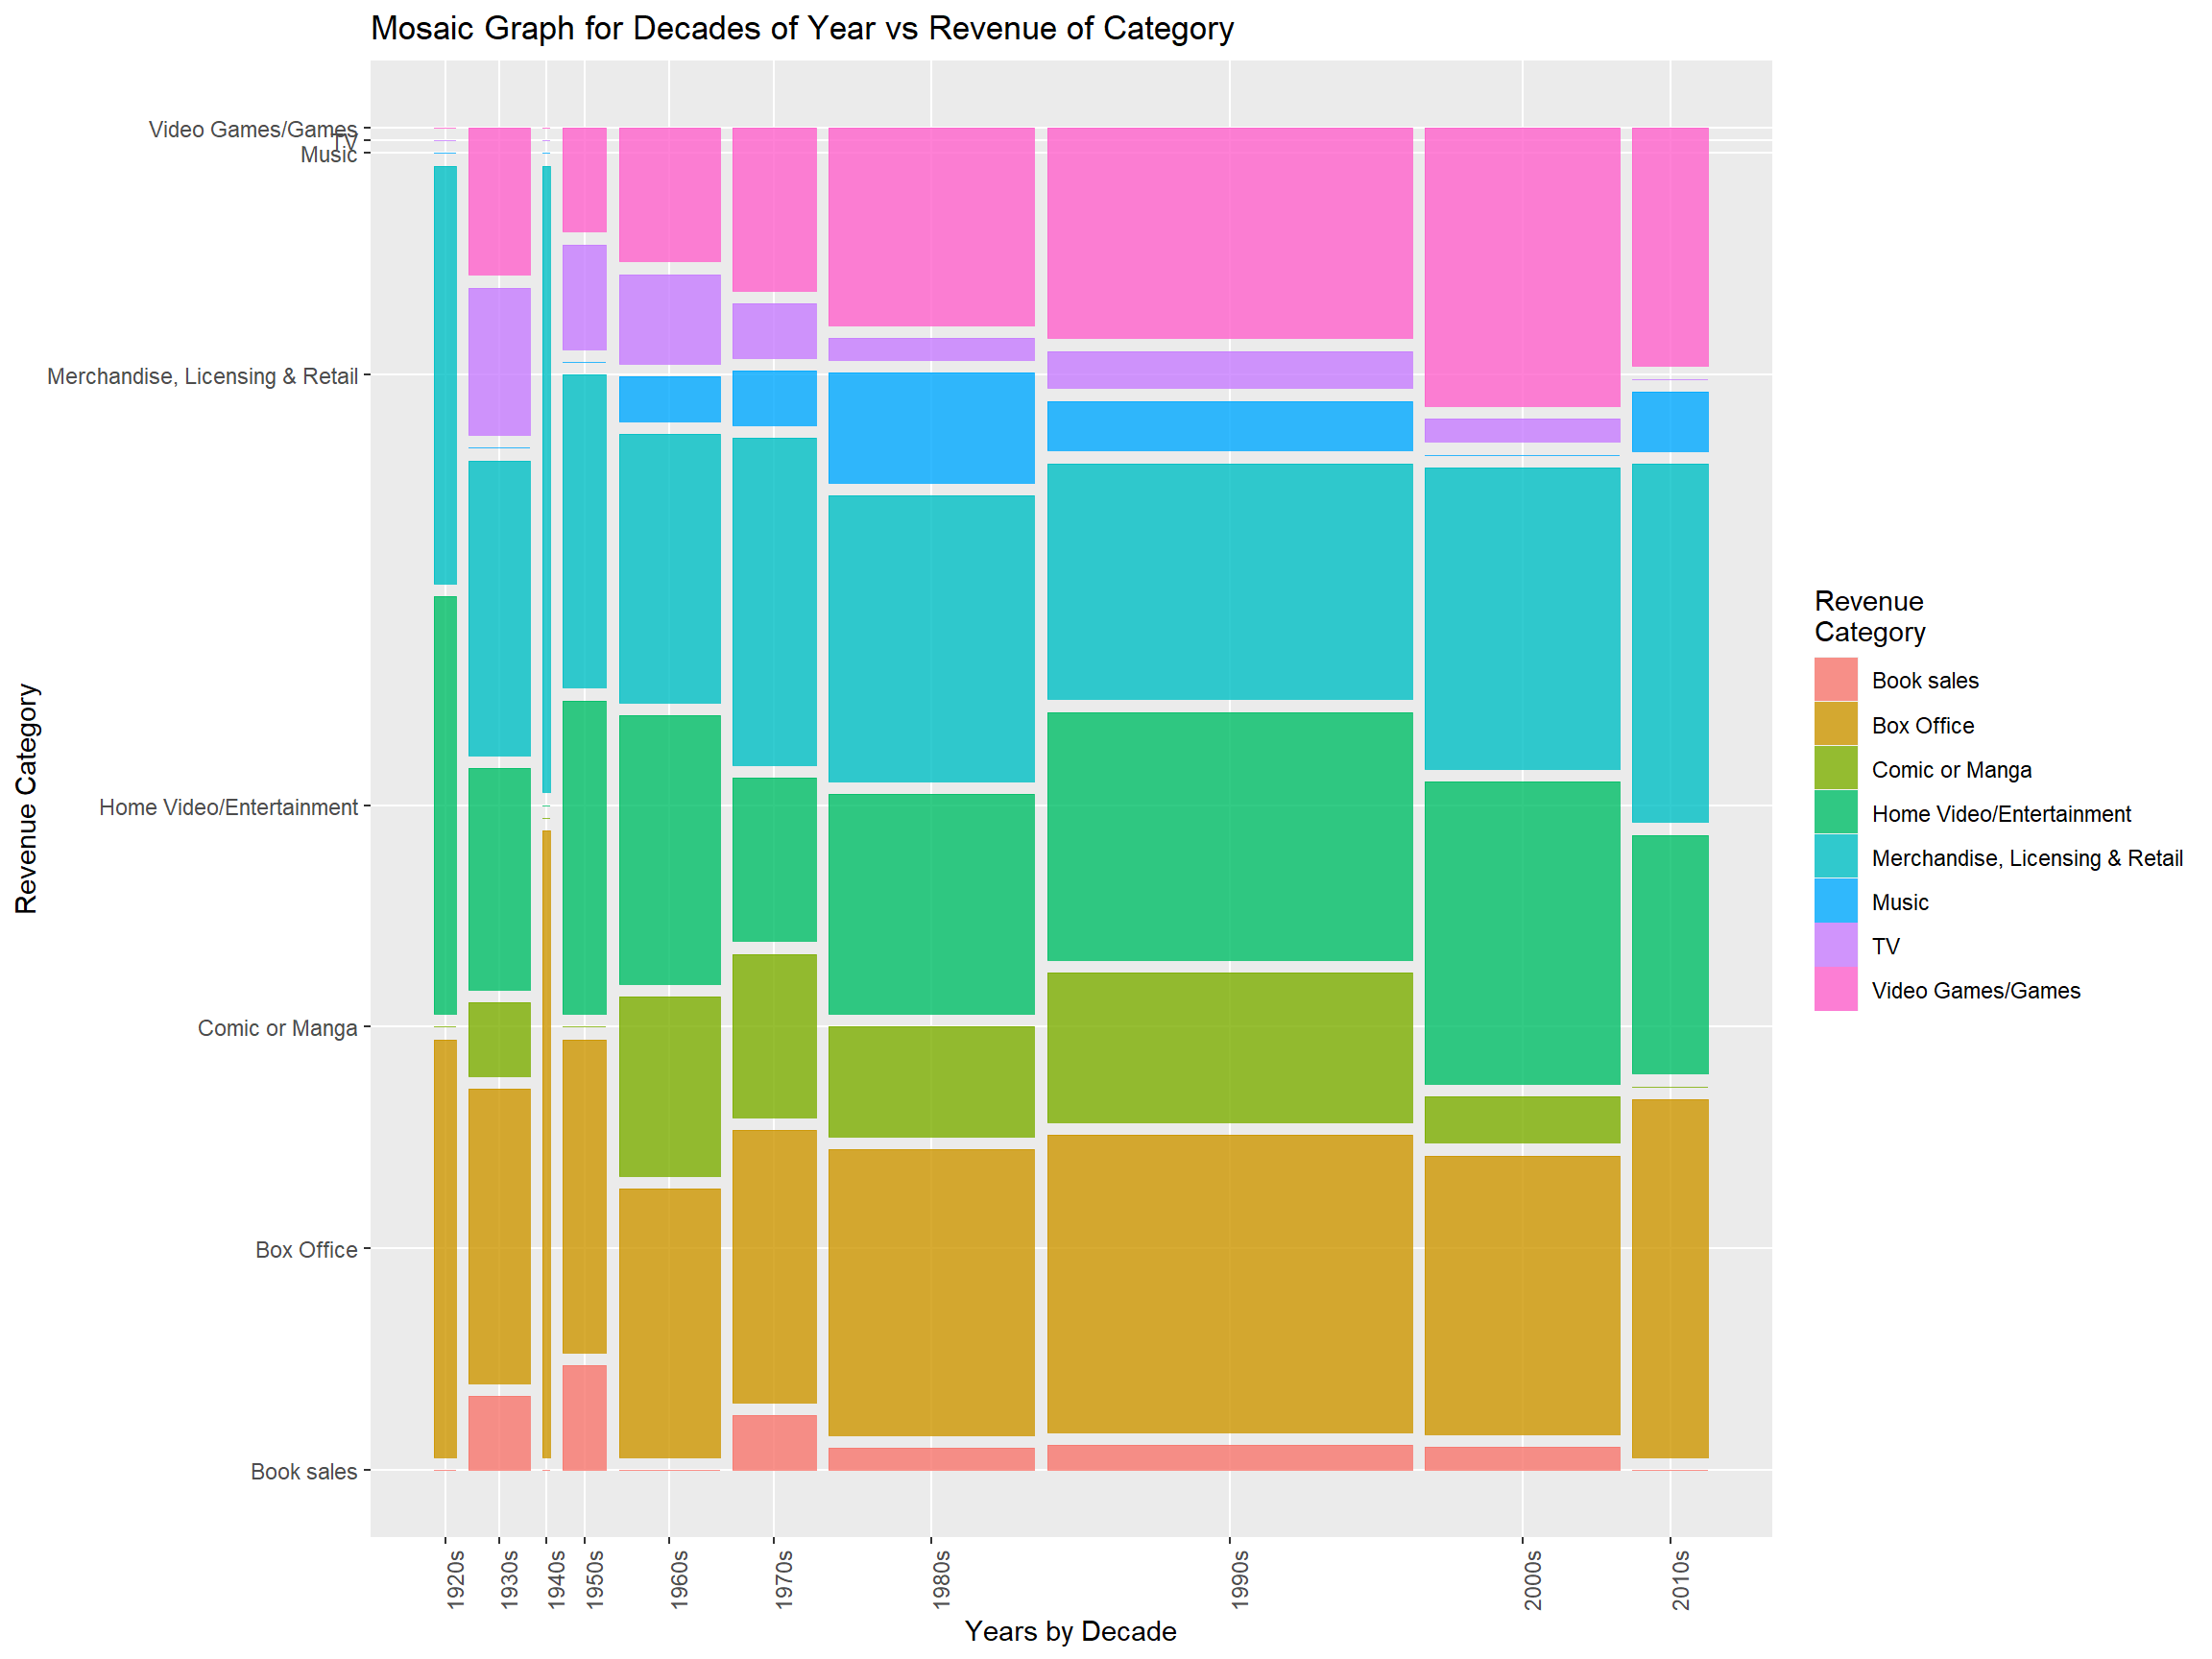 Mosaic Graph for Decades of Year vs Revenue of Category
Revenue Category
Video Games/Games
TV
Music
Merchandise, Licensing & Retail
Home Video/Entertainment
Comic or Manga
Box Office
Book sales
1920s
1930s
1940s
1950s
1960s
1970s
1980s
1990s
2000s
2010s
Years by Decade
Revenue
Category
Book sales
Box Office
Comic or Manga
Home Video/Entertainment
Merchandise, Licensing & Retail
Music
TV
Video Games/Games